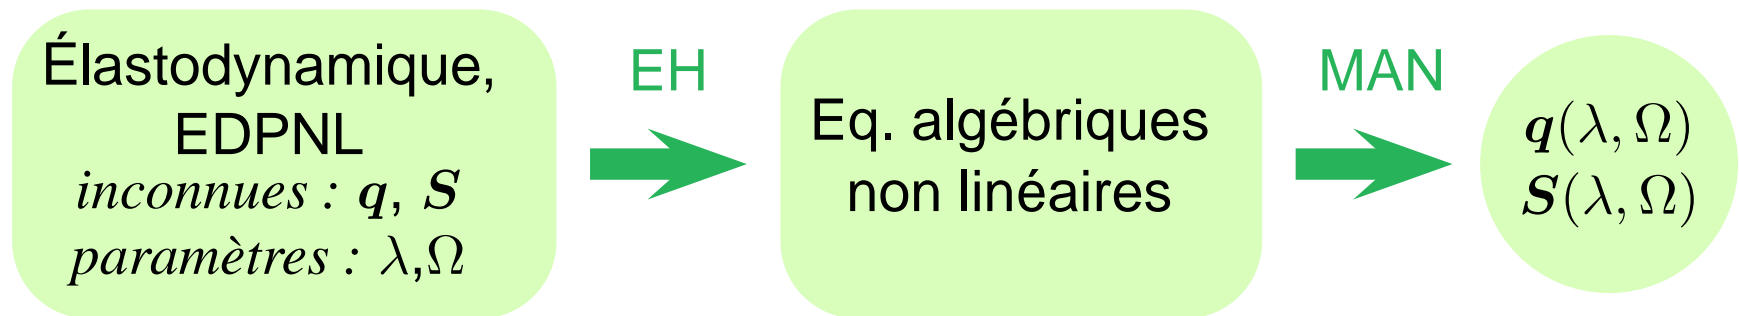 Élastodynamique,
EDPNL
inconnues : q, S
paramètres : λ,Ω
EH
Eq. algébriques
non linéaires
MAN
q(λ, Ω)
S(λ, Ω)